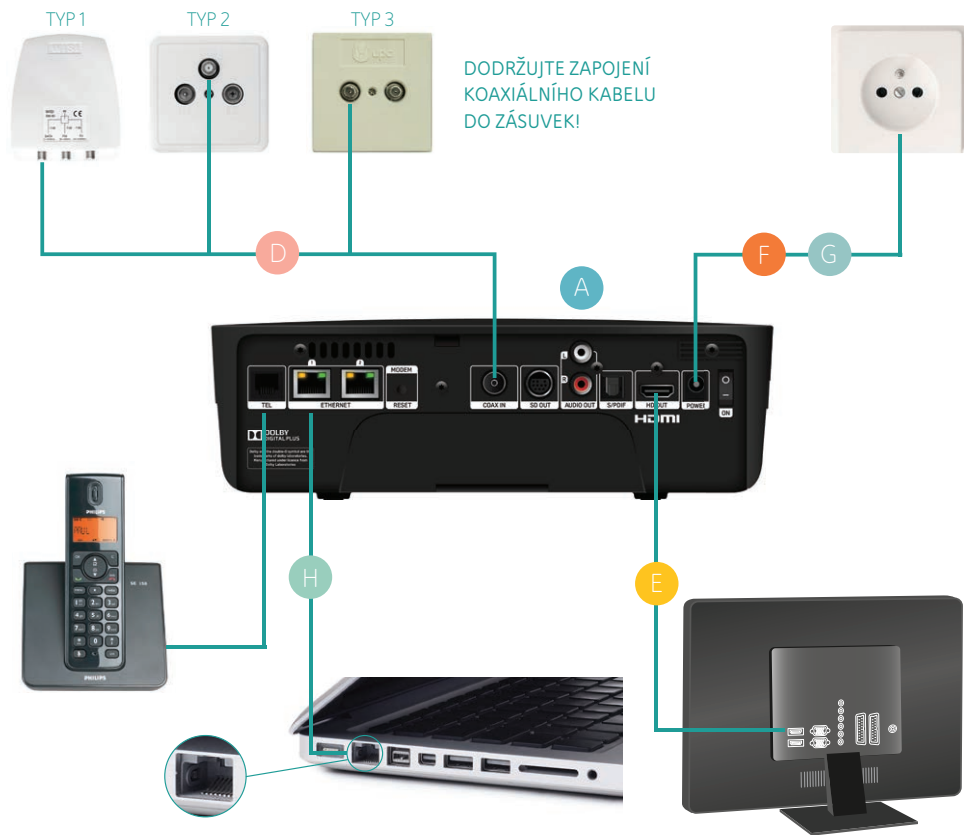 TYP 1
TYP 2
TYP 3
upc
DODRŽUJTE ZAPOJENÍ
KOAXIÁLNÍHO KABELU
DO ZÁSUVEK!
D
F
G
A
L
R
MODEM
RESET
TEL
ETHERNET
COAX IN
SD OUT
AUDIO OUT
S/PDIF
HD OUT
HDMI
POWER
ON
DOLBY
DIGITAL PLUS
PHILIPS
H
E
PHILIPS